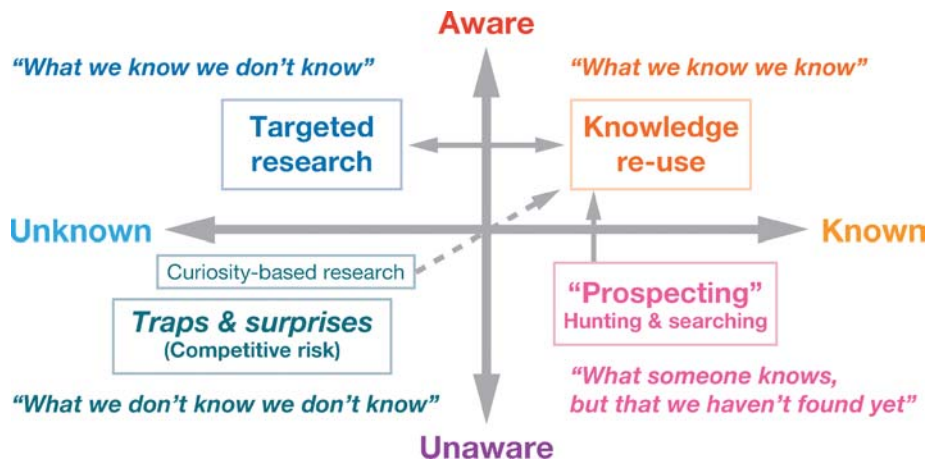 Aware
“What we know we don’t know”
“What we know we know”
Targeted
research
Knowledge
re-use
Unknown
Known
Curiosity-based research
Traps & surprises
(Competitive risk)
“Prospecting”
Hunting & searching
“What we don’t know we don’t know”
“What someone knows,
but that we haven’t found yet”
Unaware